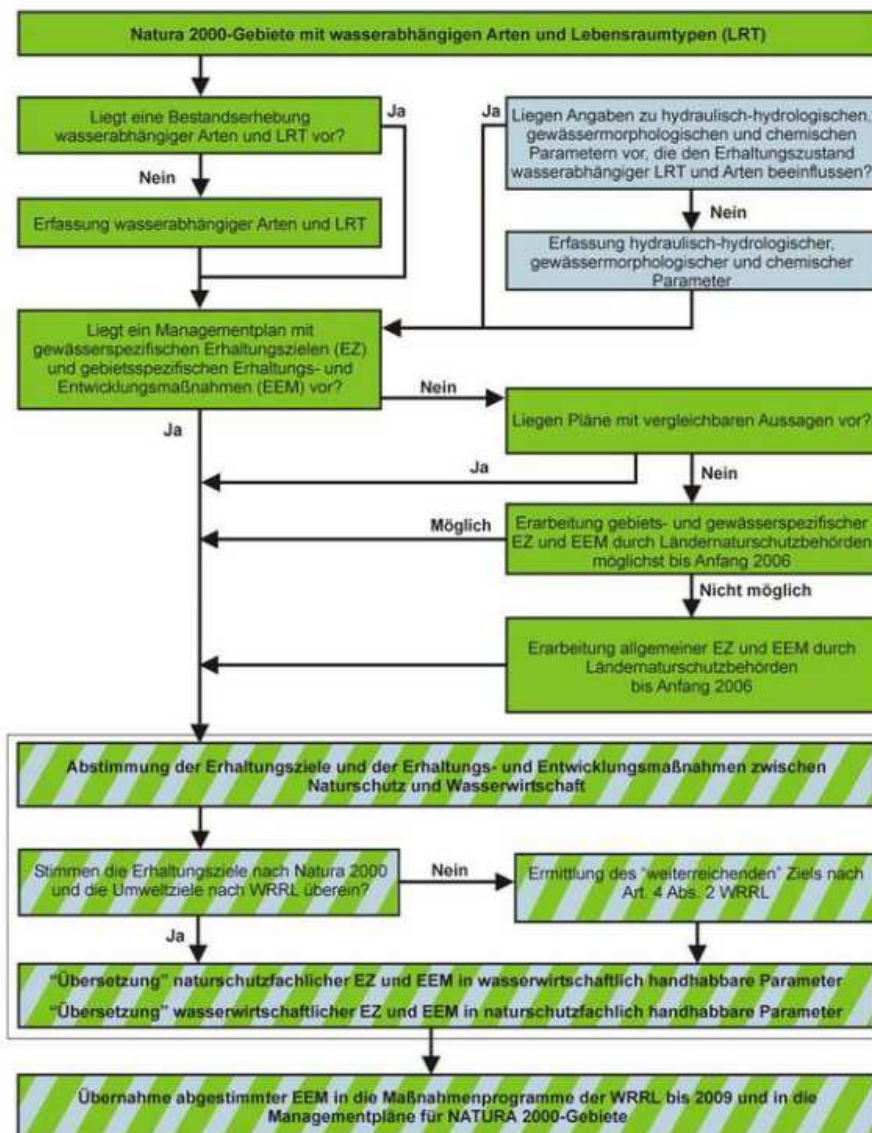 Natura 2000-Gebiete mit wasserabhängigen Arten und Lebensraumtypen (LRT)
Liegt eine Bestandserhebung
wasserabhängiger Arten und LRT vor?
Ja
Nein
Erfassung wasserabhängiger Arten und LRT
Ja
Liegen Angaben zu hydraulisch-hydrologischen,
gewässermorphologischen und chemischen
Parametern vor, die den Erhaltungszustand
wasserabhängiger LRT und Arten beeinflussen?
Nein
Erfassung hydraulisch-hydrologischer,
gewässermorphologischer und chemischer
Parameter
Liegt ein Managementplan mit
gewässerspezifischen Erhaltungszielen (EZ)
und gebietsspezifischen Erhaltungs- und
Entwicklungsmaßnahmen (EEM) vor?
Nein
Ja
Liegen Pläne mit vergleichbaren Aussagen vor?
Ja
Nein
Möglich
Erarbeitung gebiets- und gewässerspezifischer
EZ und EEM durch Ländernaturschutzbehörden
möglichst bis Anfang 2006
Nicht möglich
Erarbeitung allgemeiner EZ und EEM durch
Ländernaturschutzbehörden
bis Anfang 2006
Abstimmung der Erhaltungsziele und der Erhaltungs- und Entwicklungsmaßnahmen zwischen
Naturschutz und Wasserwirtschaft
Stimmen die Erhaltungsziele nach Natura 2000
und die Umweltziele nach WRRL überein?
Nein
Ermittlung des "weiterreichenden" Ziels nach
Art. 4 Abs. 2 WRRL
Ja
"Übersetzung" naturschutzfachlicher EZ und EEM in wasserwirtschaftlich handhabbare Parameter
"Übersetzung" wasserwirtschaftlicher EZ und EEM in naturschutzfachlich handhabbare Parameter
Übernahme abgestimmter EEM in die Maßnahmenprogramme der WRRL bis 2009 und in die
Managementpläne für NATURA 2000-Gebiete